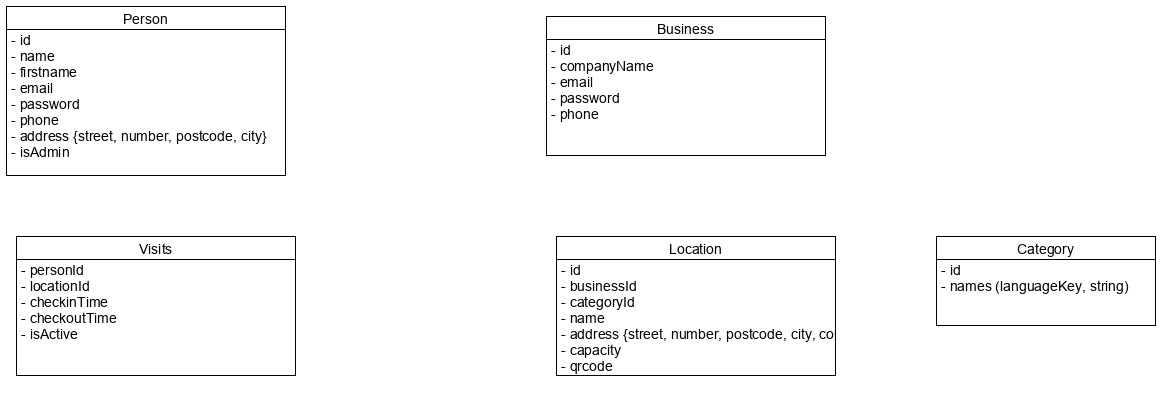 Person
- id
- name
- firstname
- email
- password
- phone
- address {street, number, postcode, city}
- isAdmin
Business
- id
- companyName
- email
- password
- phone
Visits
- personId
- locationId
- checkinTime
- checkoutTime
- isActive
Location
- id
- businessId
- categoryId
- name
- address {street, number, postcode, city, co
- capacity
- qrcode
Category
- id
- names (languageKey, string)